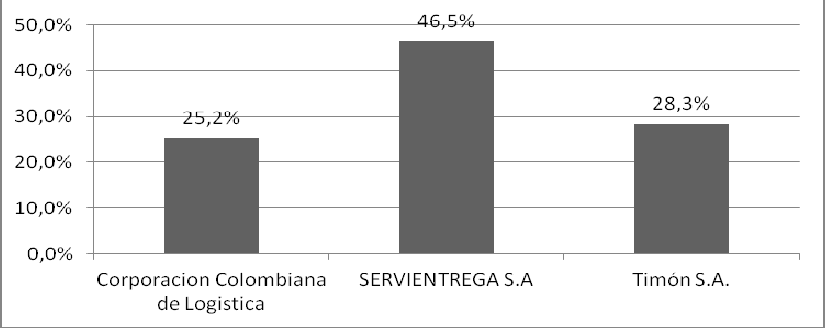 50,0%
40,0%
30,0%
20,0%
10,0%
0,0%
25,2%
46,5%
28,3%
Corporacion Colombiana
de Logistica
SERVIENTREGA S.A
Timón S.A.